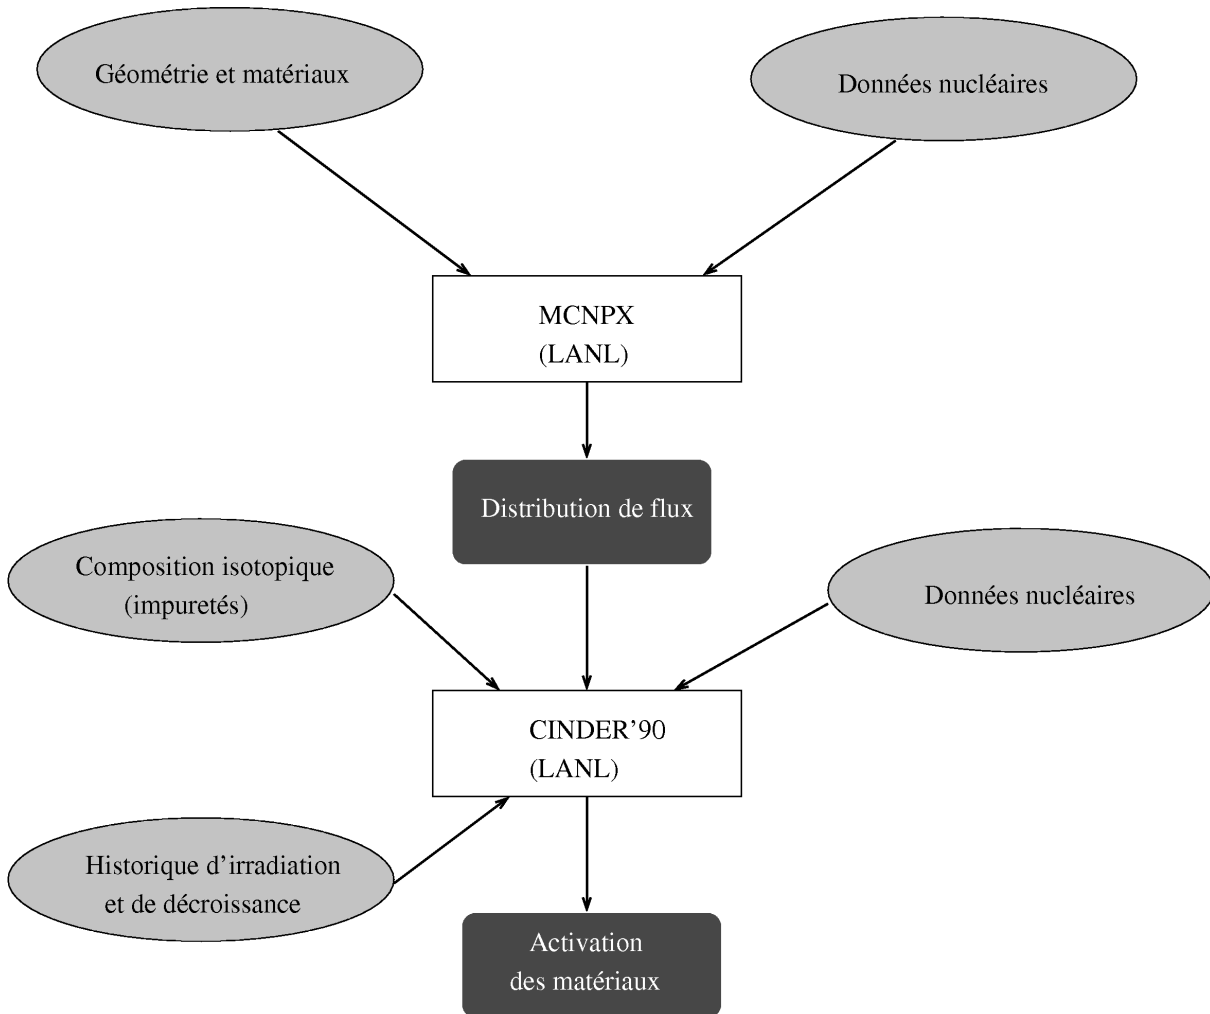 Géométrie et matériaux
Données nucléaires
MCNPX
(LANL)
Distribution de flux
Composition isotopique
(impuretés)
Données nucléaires
CINDER’90
(LANL)
Historique d’irradiation
et de décroissance
Activation
des matériaux